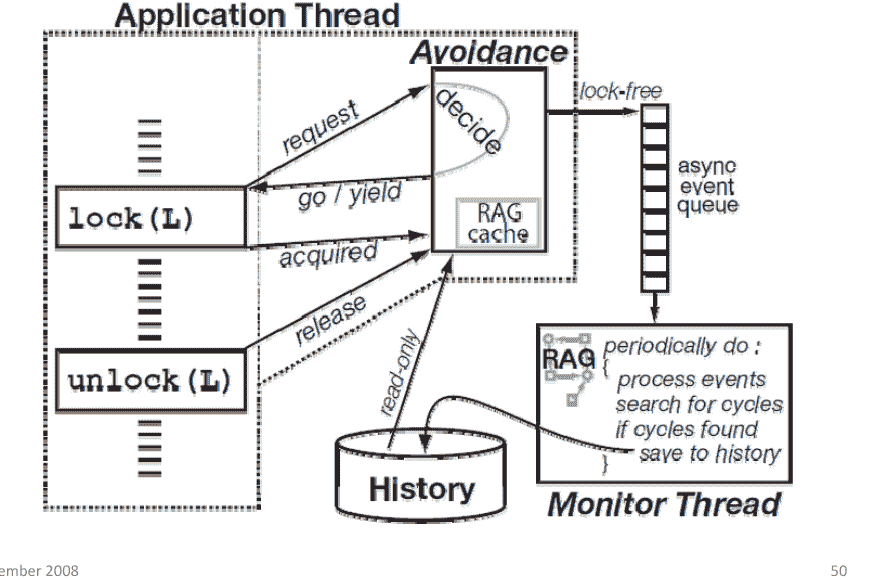 Application Thread
Avoidance
request
decide
lock-free
go / yield
lock(L)
RAG
cache
async
event
queue
acquired
release
unlock(L)
read-only
RAG
periodically do :
{
process events
search for cycles
if cycles found
save to history
}
History
Monitor Thread
ember 2008
50